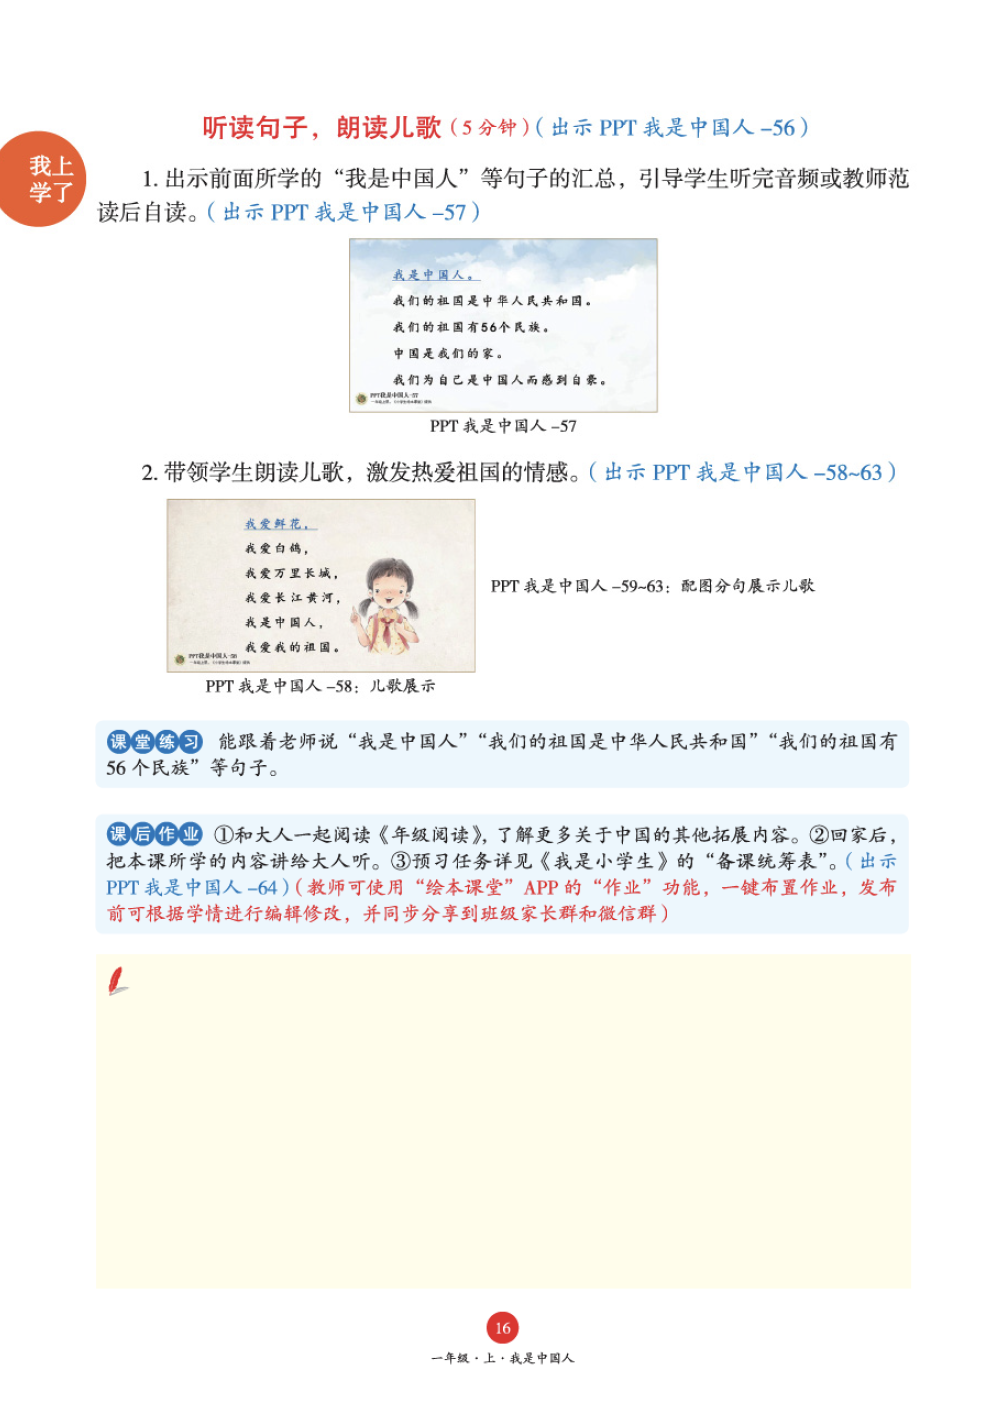 我上
学了
听读句子，朗读儿歌（5分钟）（出示 PPT 我是中国人 –56）
1. 出示前面所学的“我是中国人”等句子的汇总，引导学生听完音频或教师范
读后自读。（出示 PPT 我是中国人 –57）
我是中国人。
我们的祖国是中华人民共和国。
我们的祖国有56个民族。
中国是我们的家。
我们为自己是中国人而感到自豪。
PPT我是中国人-57
PPT 我是中国人 –57
2. 带领学生朗读儿歌，激发热爱祖国的情感。（出示 PPT 我是中国人 –58~63）
我爱鲜花，
我爱白鸽，
我爱万里长城，
我爱长江黄河，
我是中国人，
我爱我的祖国。
PPT我是中国人-58
PPT 我是中国人 –59~63：配图分句展示儿歌
PPT 我是中国人 –58：儿歌展示
课堂练习 能跟着老师说“我是中国人”“我们的祖国是中华人民共和国”“我们的祖国有
56 个民族”等句子。
课后作业 ①和大人一起阅读《年级阅读》，了解更多关于中国的其他拓展内容。②回家后，
把本课所学的内容讲给大人听。③预习任务详见《我是小学生》的“备课统筹表”。（出示
PPT 我是中国人 –64）（教师可使用“绘本课堂”APP 的“作业”功能，一键布置作业，发布
前可根据学情进行编辑修改，并同步分享到班级家长群和微信群）
16
一年级 · 上 · 我是中国人